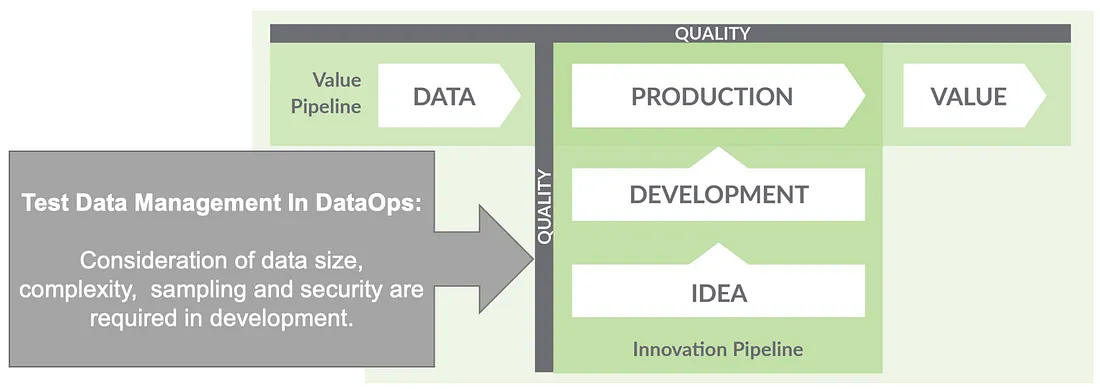 QUALITY
Value
Pipeline
DATA
PRODUCTION
VALUE
QUALITY
DEVELOPMENT
IDEA
Innovation Pipeline
Test Data Management In DataOps:
Consideration of data size,
complexity,  sampling and security are
required in development.